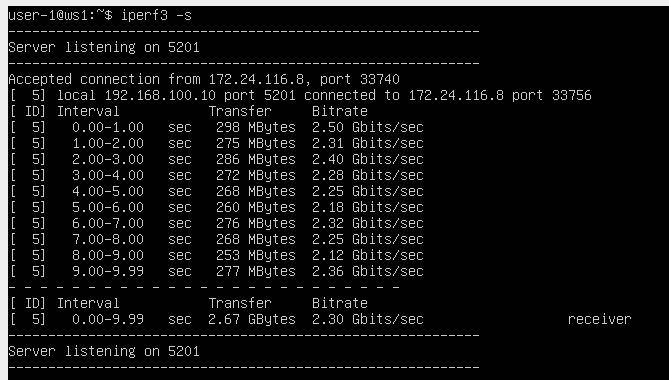 user-1@ws1:~$ iperf3 -s
-----------------------------------------------------------
Server listening on 5201
-----------------------------------------------------------
Accepted connection from 172.24.116.8, port 33740
[  5] local 192.168.100.10 port 5201 connected to 172.24.116.8 port 33756
[ ID] Interval           Transfer     Bitrate
[  5]   0.00-1.00   sec   298 MBytes  2.50 Gbits/sec
[  5]   1.00-2.00   sec   275 MBytes  2.31 Gbits/sec
[  5]   2.00-3.00   sec   286 MBytes  2.40 Gbits/sec
[  5]   3.00-4.00   sec   272 MBytes  2.28 Gbits/sec
[  5]   4.00-5.00   sec   268 MBytes  2.25 Gbits/sec
[  5]   5.00-6.00   sec   260 MBytes  2.18 Gbits/sec
[  5]   6.00-7.00   sec   276 MBytes  2.32 Gbits/sec
[  5]   7.00-8.00   sec   268 MBytes  2.25 Gbits/sec
[  5]   8.00-9.00   sec   253 MBytes  2.12 Gbits/sec
[  5]   9.00-9.99   sec   277 MBytes  2.36 Gbits/sec
- - - - - - - - - - - - - - - - - - - - - - - - -
[ ID] Interval           Transfer     Bitrate
[  5]   0.00-9.99   sec  2.67 GBytes  2.30 Gbits/sec                  receiver
-----------------------------------------------------------
Server listening on 5201
-----------------------------------------------------------